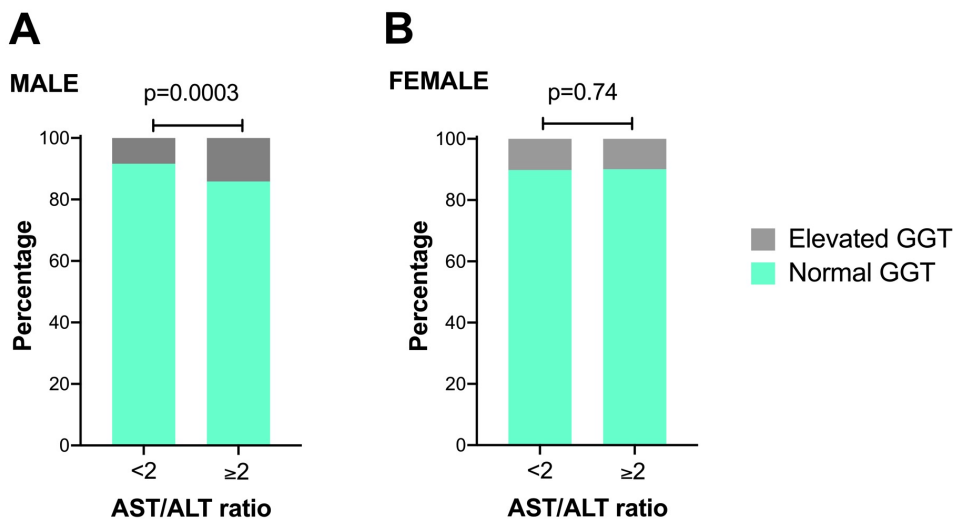 A
MALE
p=0.0003
100
80
60
40
20
0
Percentage
<2
≥2
AST/ALT ratio
B
FEMALE
p=0.74
100
80
60
40
20
0
Percentage
<2
≥2
AST/ALT ratio
Elevated GGT
Normal GGT